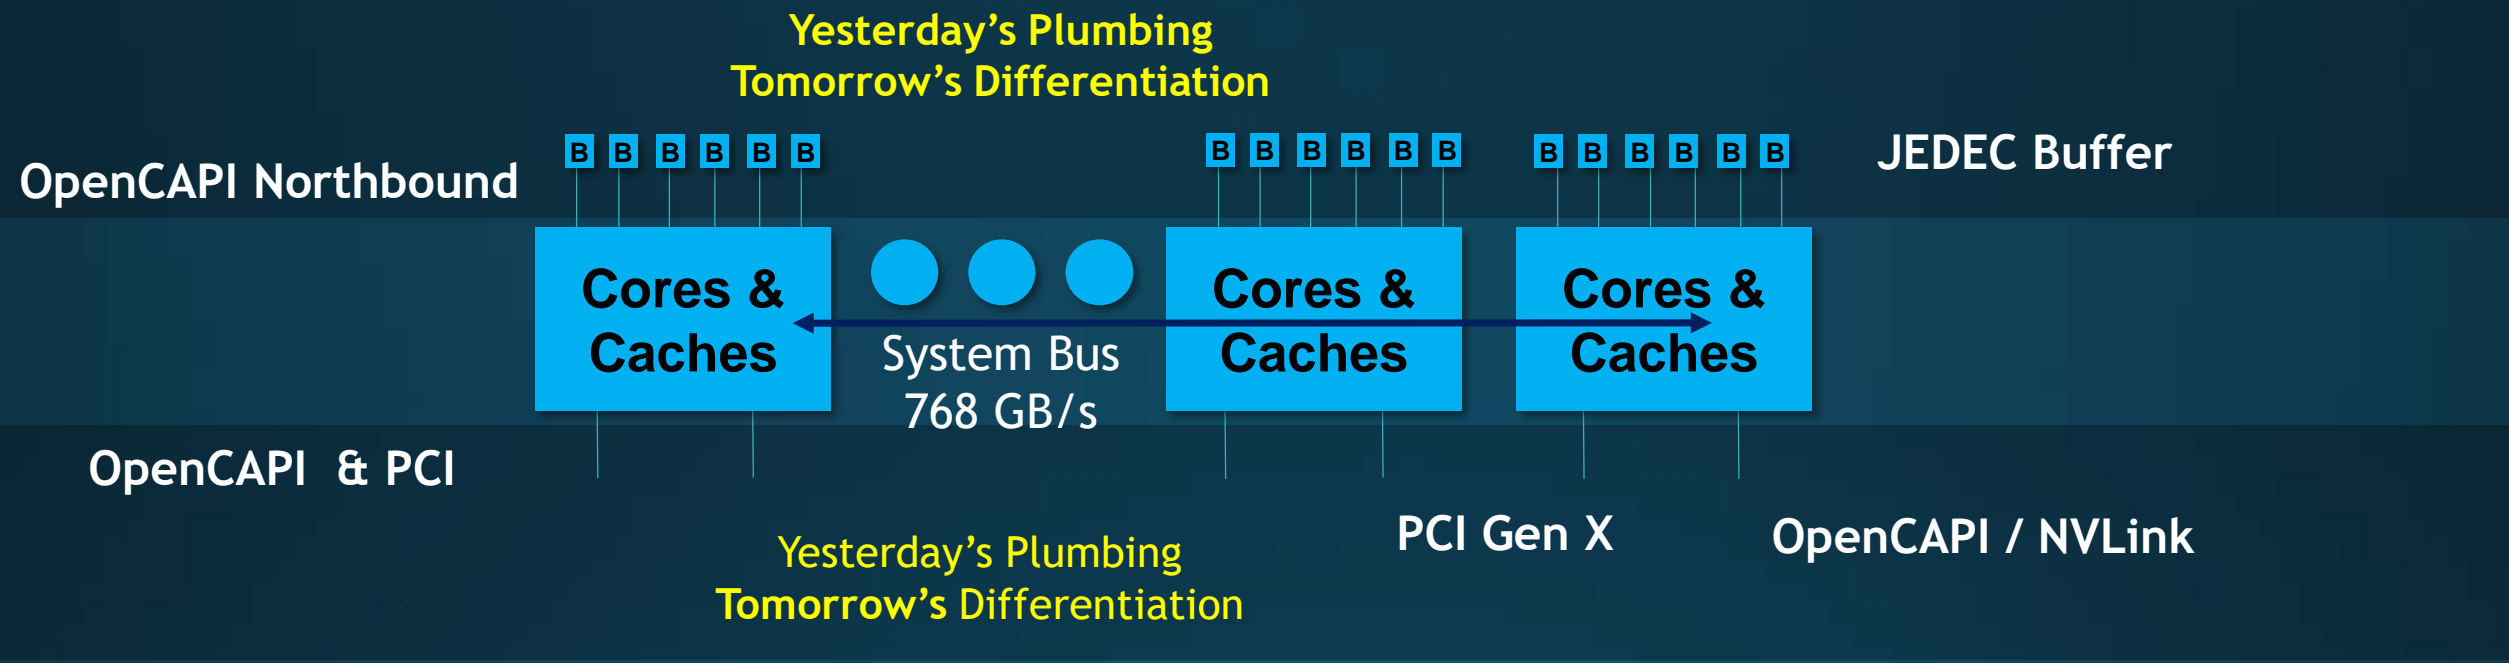 Yesterday’s Plumbing
Tomorrow’s Differentiation
OpenCAPI Northbound
B B B B B B
B B B B B B
B B B B B B
JEDEC Buffer
Cores &
Caches
System Bus
768 GB/s
Cores &
Caches
Cores &
Caches
OpenCAPI & PCI
PCI Gen X
OpenCAPI / NVLink
Yesterday’s Plumbing
Tomorrow’s Differentiation